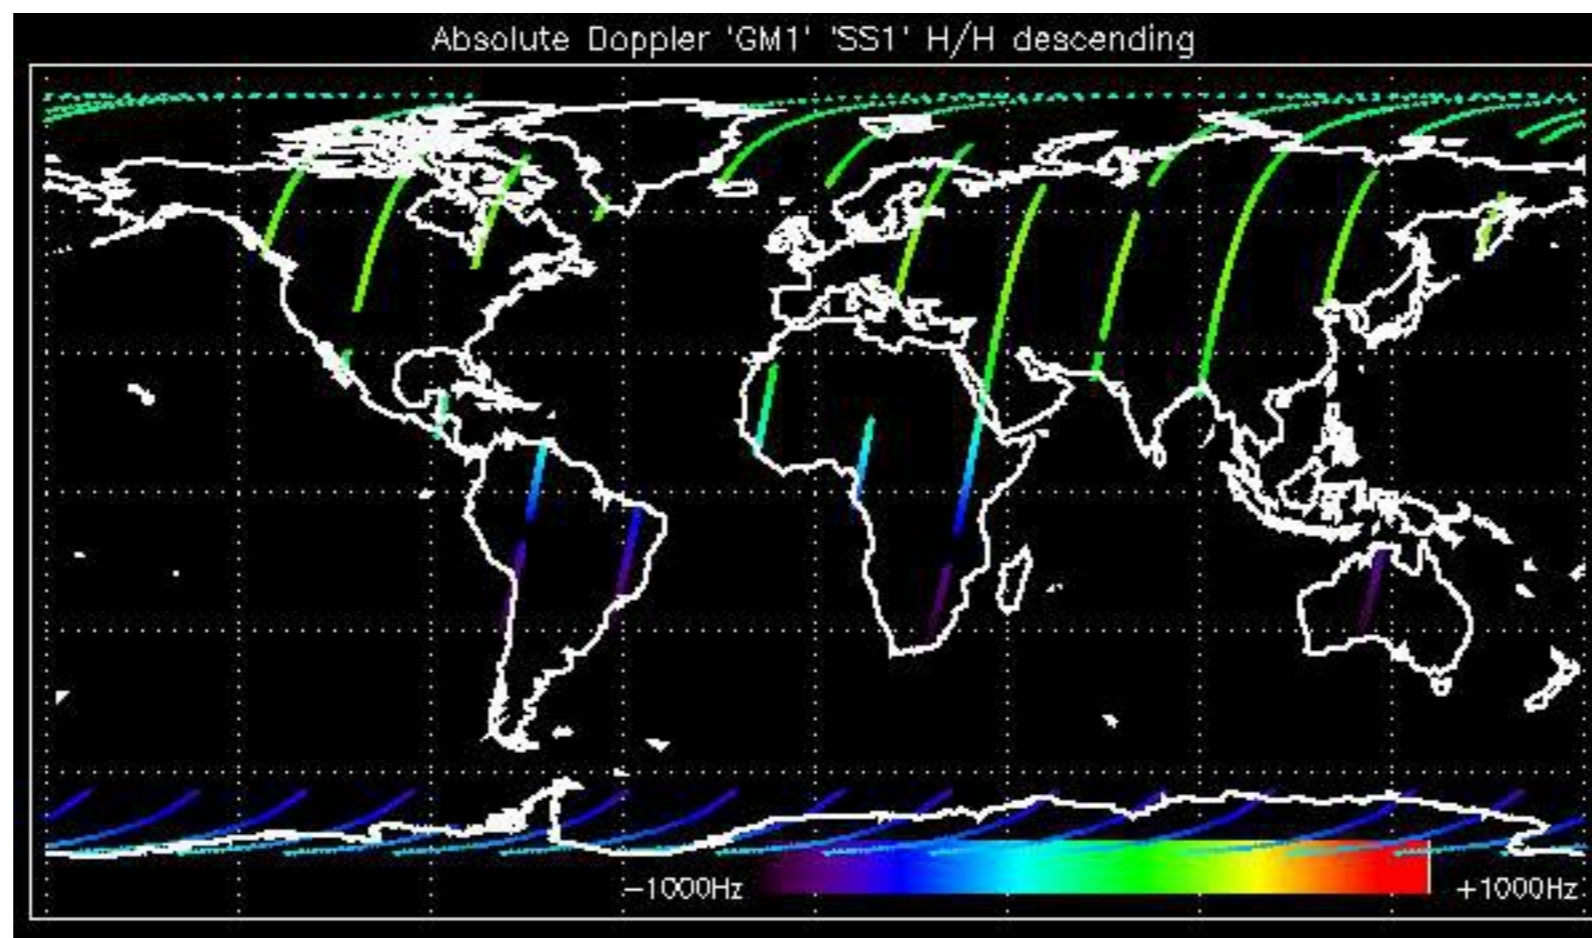 Absolute Doppler 'GM1' 'SS1' H/H descending
-1000Hz
+1000Hz